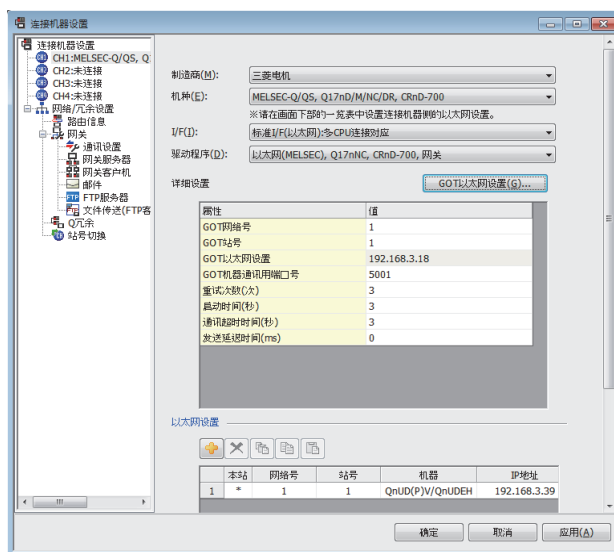 连接机器设置
连接机器设置
CH1:MELSEC-Q/QS, Q
CH2:未连接
CH3:未连接
CH4:未连接
网络/冗余设置
路由信息
网关
通讯设置
网关服务器
网关客户机
邮件
FTP服务器
文件传送(FTP客
Q冗余
站号切换
制造商(M): 三菱电机
机种(E): MELSEC-Q/QS, Q17nD/M/NC/DR, CRnD-700
※请在画面下部的一览表中设置连接机器侧的以太网设置。
I/F(I): 标准I/F(以太网):多CPU连接对应
驱动程序(D): 以太网(MELSEC), Q17nNC, CRnD-700, 网关
详细设置 GOT以太网设置(G)...
属性 值
GOT网络号 1
GOT站号 1
GOT以太网设置 192.168.3.18
GOT机器通讯用端口号 5001
重试次数(次) 3
启动时间(秒) 3
通讯超时时间(秒) 3
发送延迟时间(ms) 0
以太网设置
本站 网络号 站号 机器 IP地址
1 * 1 1 QnUD(P)V/QnUDEH 192.168.3.39
确定 取消 应用(A)